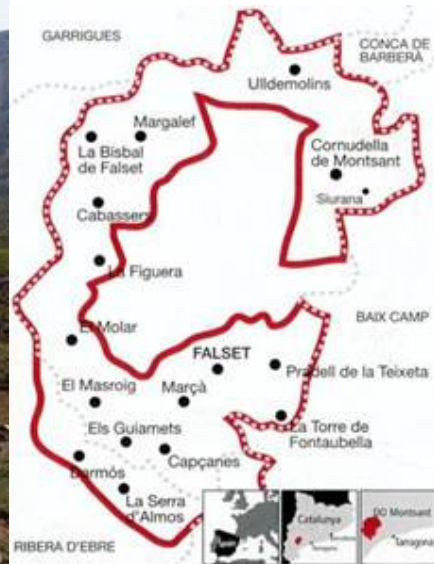 GARRIGUES
CONCA DE
BARBERÀ
Ulldemolins
Margalef
La Bisbal
de Falset
Cornudella
de Montsant
Siurana
Cabassers
La Figuera
BAIX CAMP
El Molar
FALSET
Pradell de la Teixeta
El Masroig
Marçà
La Torre de
Fontaubella
Els Guiamets
Capçanes
Darmós
La Serra
d'Almos
RIBERA D'EBRE
Catalunya
Tarragona
DO Montsant
Tarragona